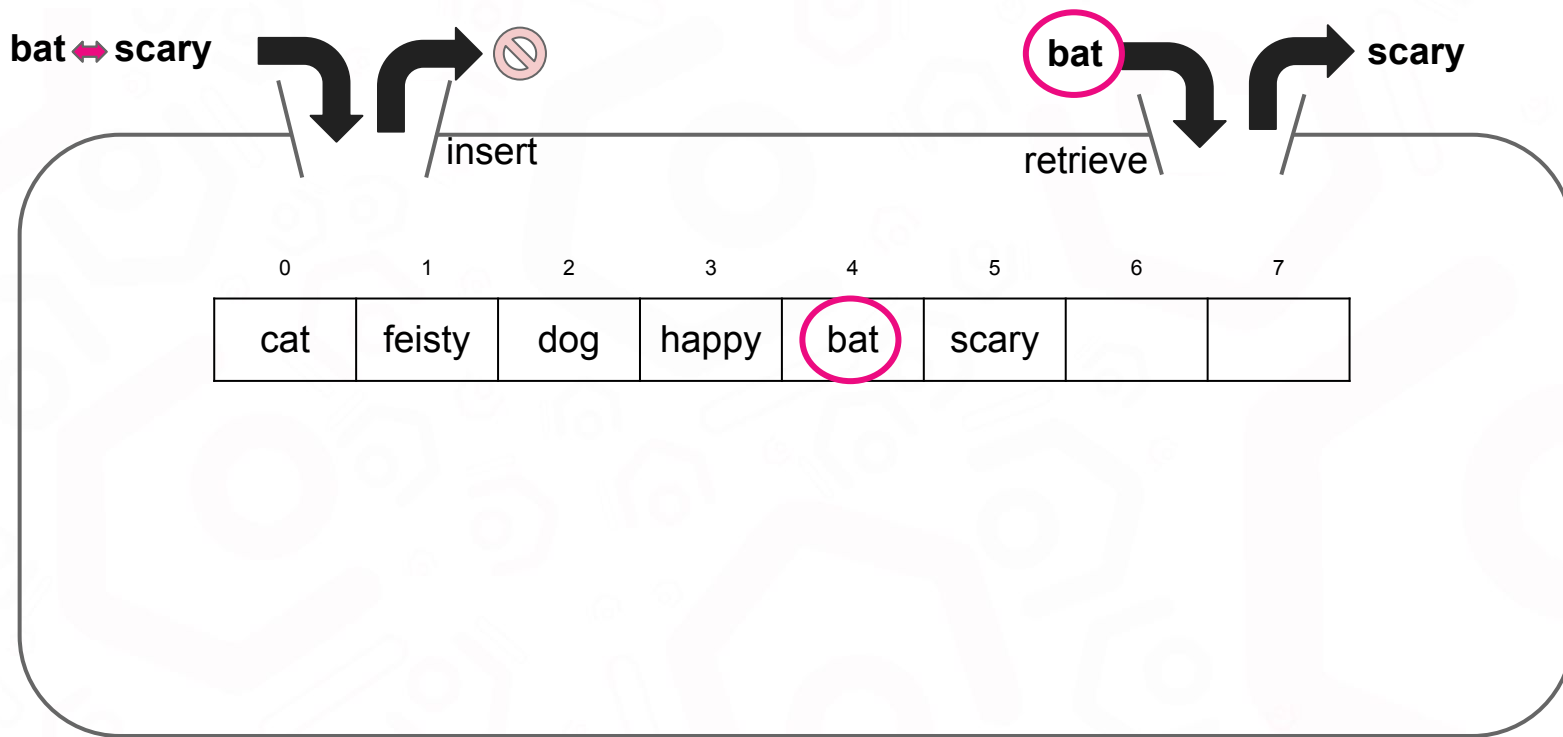 bat scary
bat scary
insert
retrieve
0 1 2 3 4 5 6 7
cat feisty dog happy bat scary